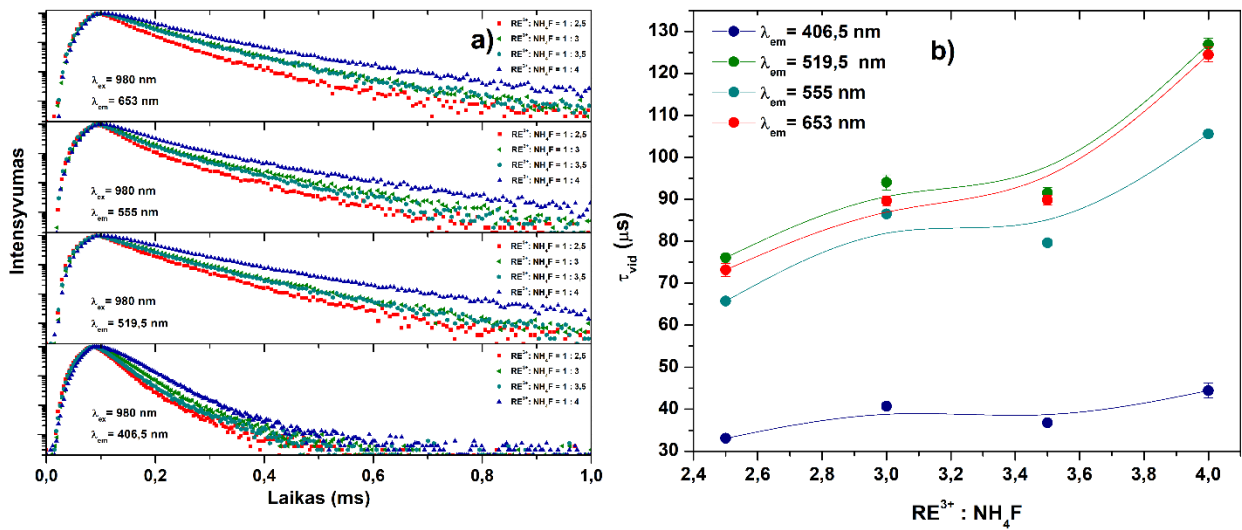 a)
RE³⁺: NH₄F = 1 : 2,5
RE³⁺: NH₄F = 1 : 3
RE³⁺: NH₄F = 1 : 3,5
RE³⁺: NH₄F = 1 : 4
λex = 980 nm
λem = 653 nm
RE³⁺: NH₄F = 1 : 2,5
RE³⁺: NH₄F = 1 : 3
RE³⁺: NH₄F = 1 : 3,5
RE³⁺: NH₄F = 1 : 4
λex = 980 nm
λem = 555 nm
RE³⁺: NH₄F = 1 : 2,5
RE³⁺: NH₄F = 1 : 3
RE³⁺: NH₄F = 1 : 3,5
RE³⁺: NH₄F = 1 : 4
λex = 980 nm
λem = 519,5 nm
RE³⁺: NH₄F = 1 : 2,5
RE³⁺: NH₄F = 1 : 3
RE³⁺: NH₄F = 1 : 3,5
RE³⁺: NH₄F = 1 : 4
λex = 980 nm
λem = 406,5 nm
Intensyvumas
0,0 0,2 0,4 0,6 0,8 1,0
Laikas (ms)
b)
λem = 406,5 nm
λem = 519,5 nm
λem = 555 nm
λem = 653 nm
130
120
110
100
90
80
70
60
50
40
30
τvid (μs)
2,4 2,6 2,8 3,0 3,2 3,4 3,6 3,8 4,0
RE³⁺ : NH₄F